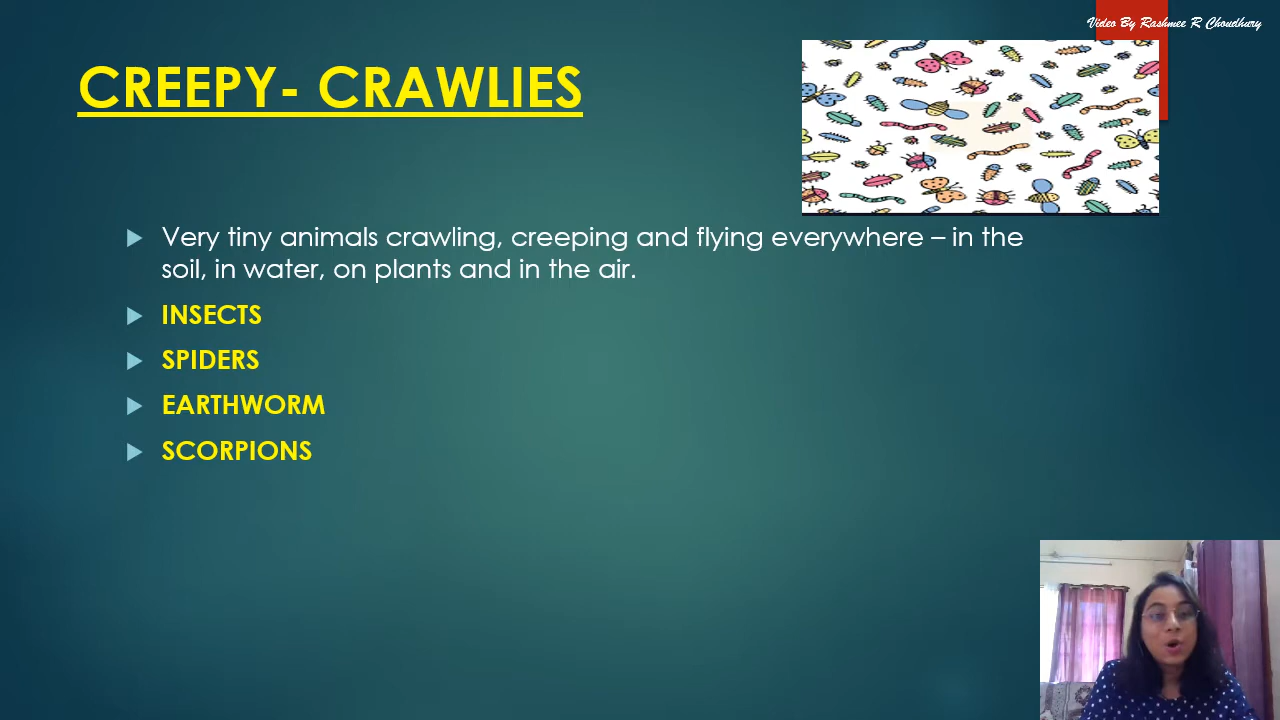 Video By Rashmee R Choudhury
CREEPY- CRAWLIES
Very tiny animals crawling, creeping and flying everywhere – in the
soil, in water, on plants and in the air.
INSECTS
SPIDERS
EARTHWORM
SCORPIONS